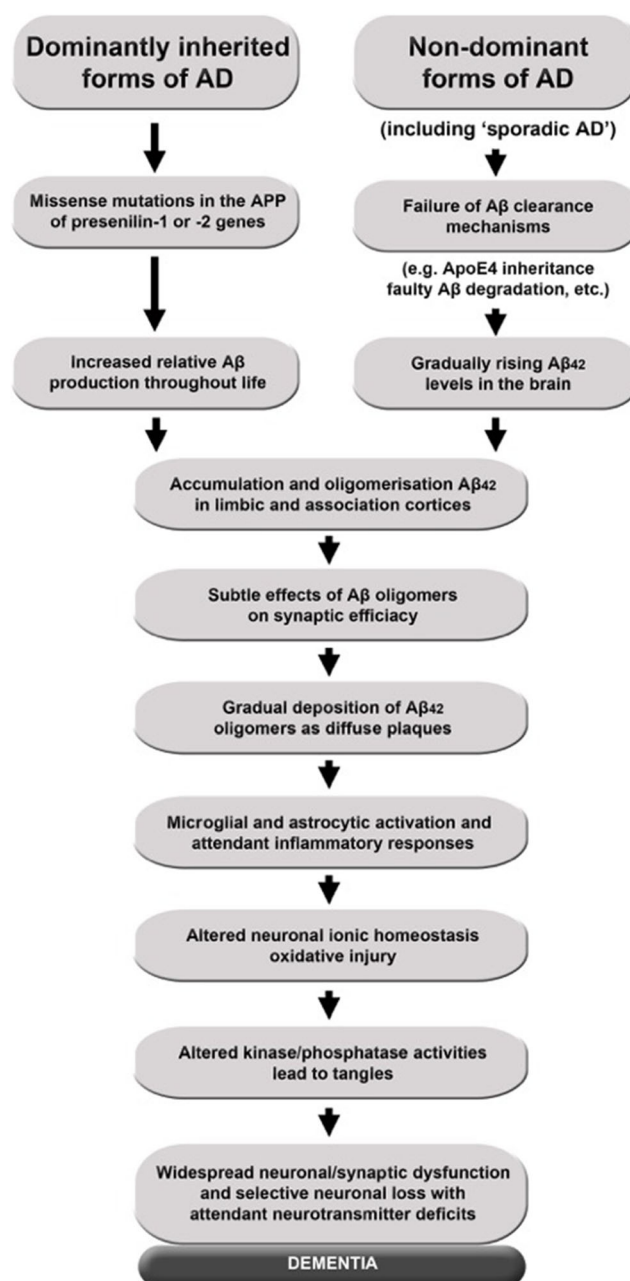 Dominantly inherited
forms of AD
Missense mutations in the APP
of presenilin-1 or -2 genes
Increased relative Aβ
production throughout life
Non-dominant
forms of AD
(including ‘sporadic AD’)
Failure of Aβ clearance
mechanisms
(e.g. ApoE4 inheritance
faulty Aβ degradation, etc.)
Gradually rising Aβ42
levels in the brain
Accumulation and oligomerisation Aβ42
in limbic and association cortices
Subtle effects of Aβ oligomers
on synaptic efficiacy
Gradual deposition of Aβ42
oligomers as diffuse plaques
Microglial and astrocytic activation and
attendant inflammatory responses
Altered neuronal ionic homeostasis
oxidative injury
Altered kinase/phosphatase activities
lead to tangles
Widespread neuronal/synaptic dysfunction
and selective neuronal loss with
attendant neurotransmitter deficits
DEMENTIA